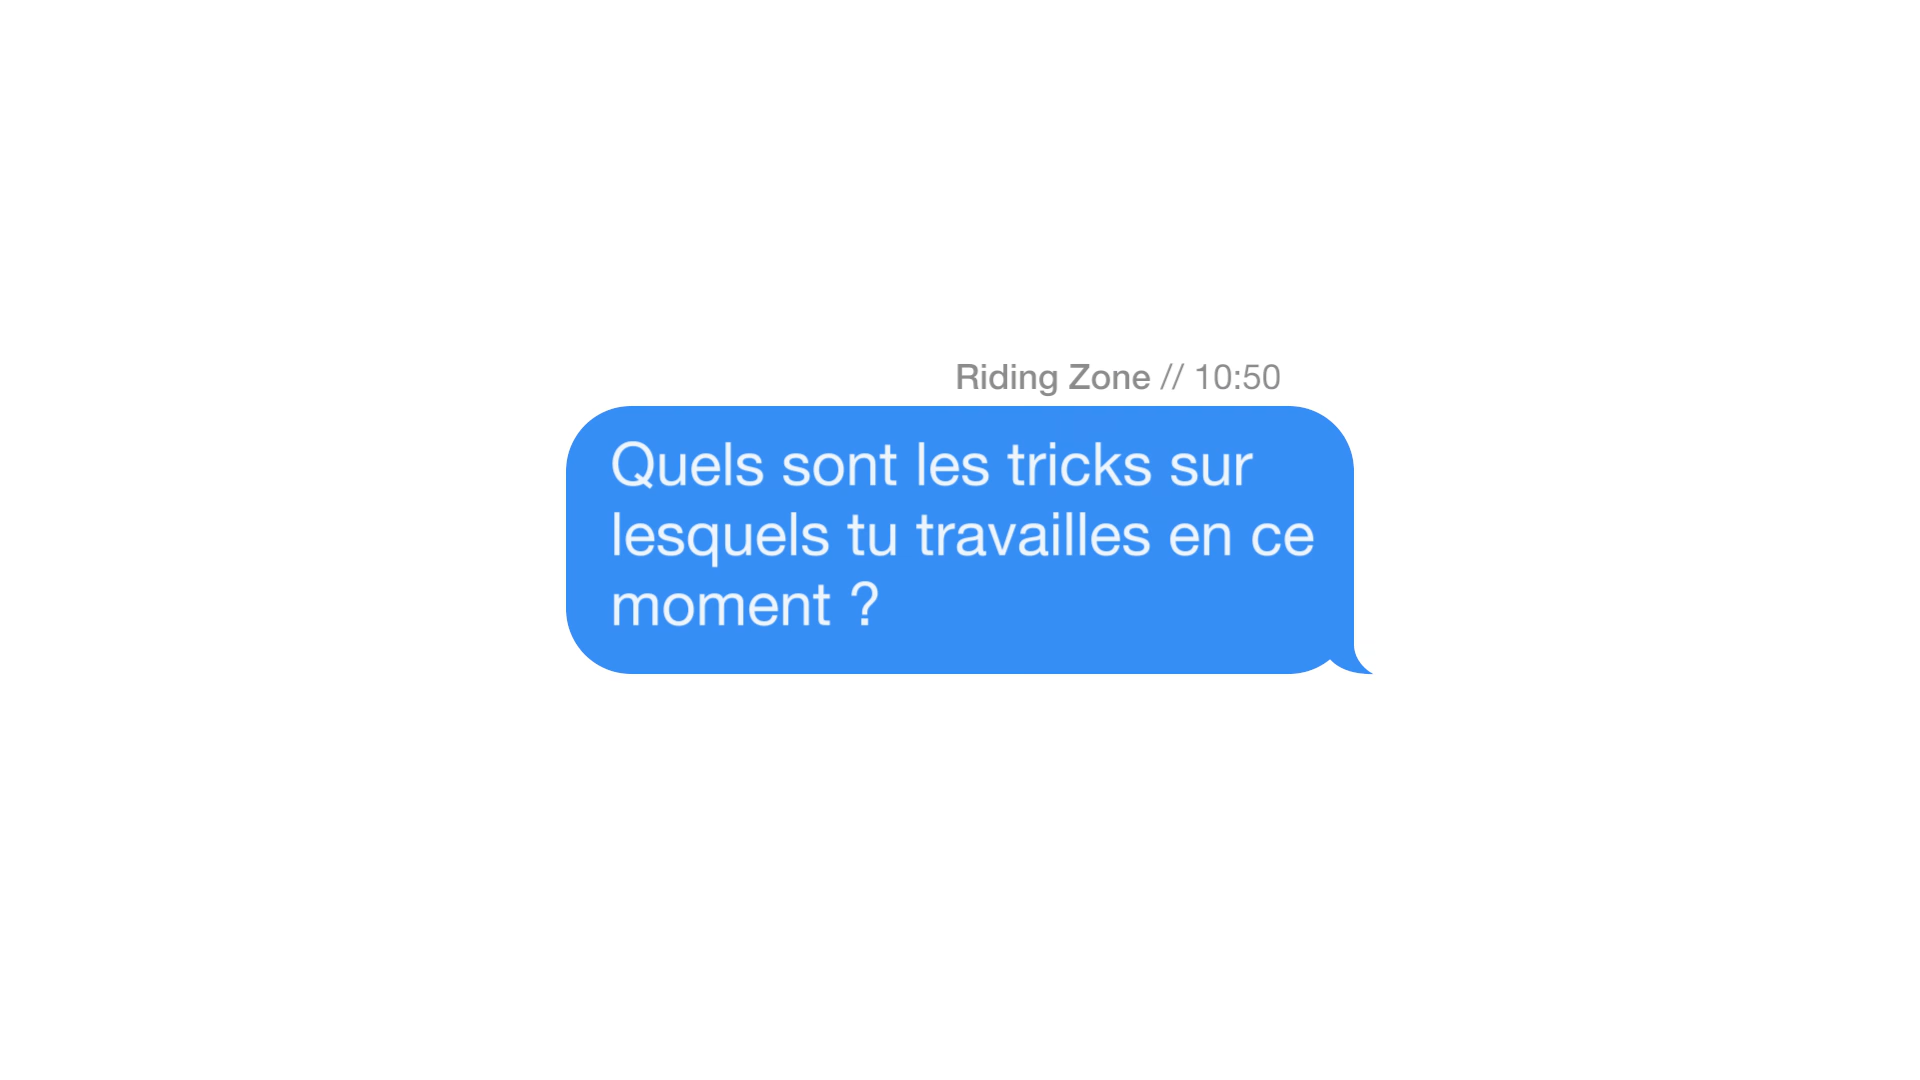 Riding Zone // 10:50
Quels sont les tricks sur
lesquels tu travailles en ce
moment ?